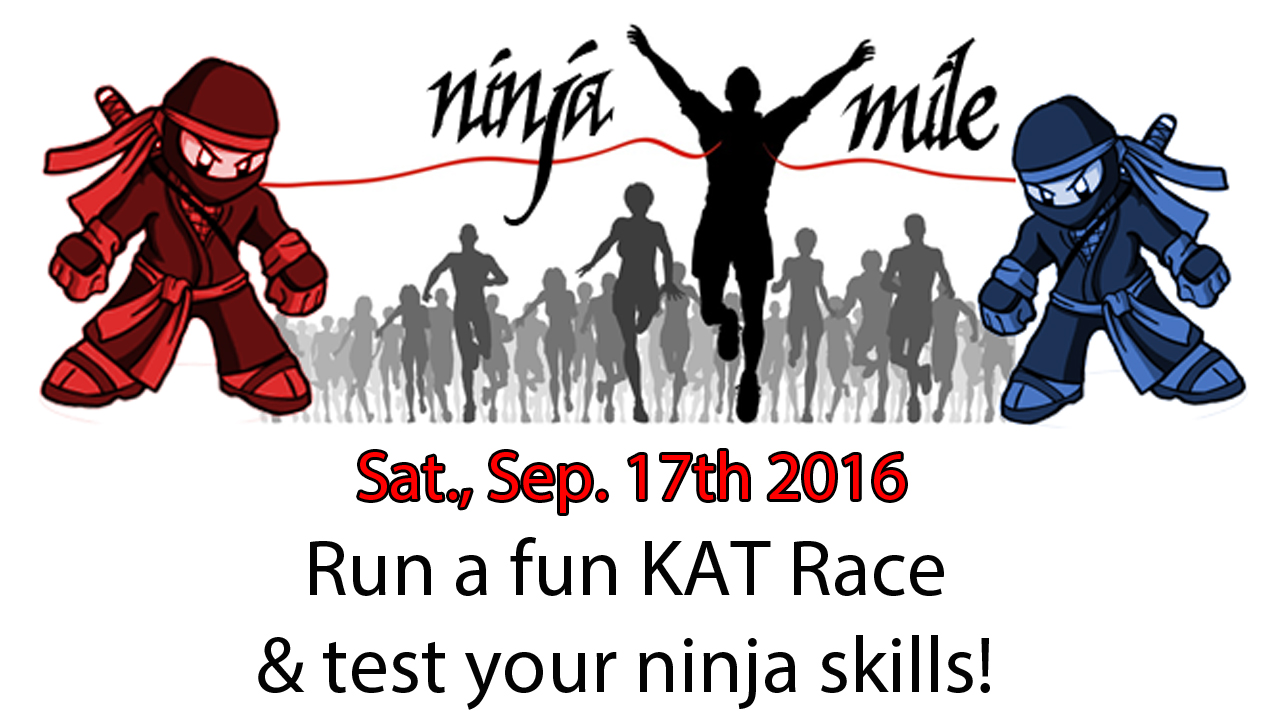 ninja mile
Sat., Sep. 17th 2016
Run a fun KAT Race
& test your ninja skills!